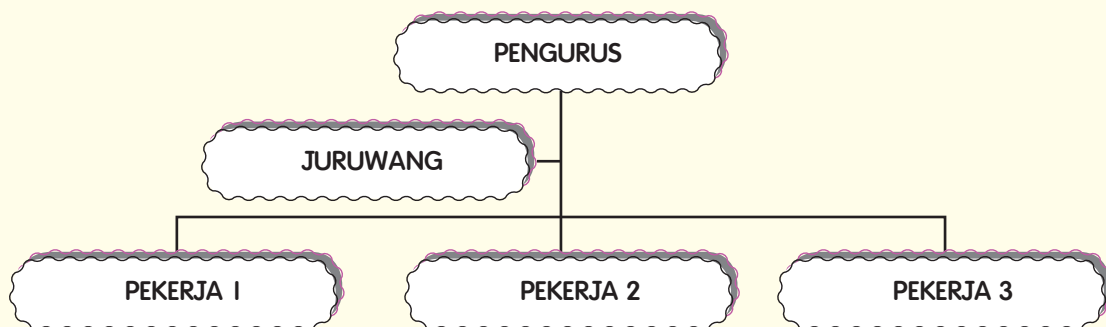 PENGURUS
JURUWANG
PEKERJA 1
PEKERJA 2
PEKERJA 3